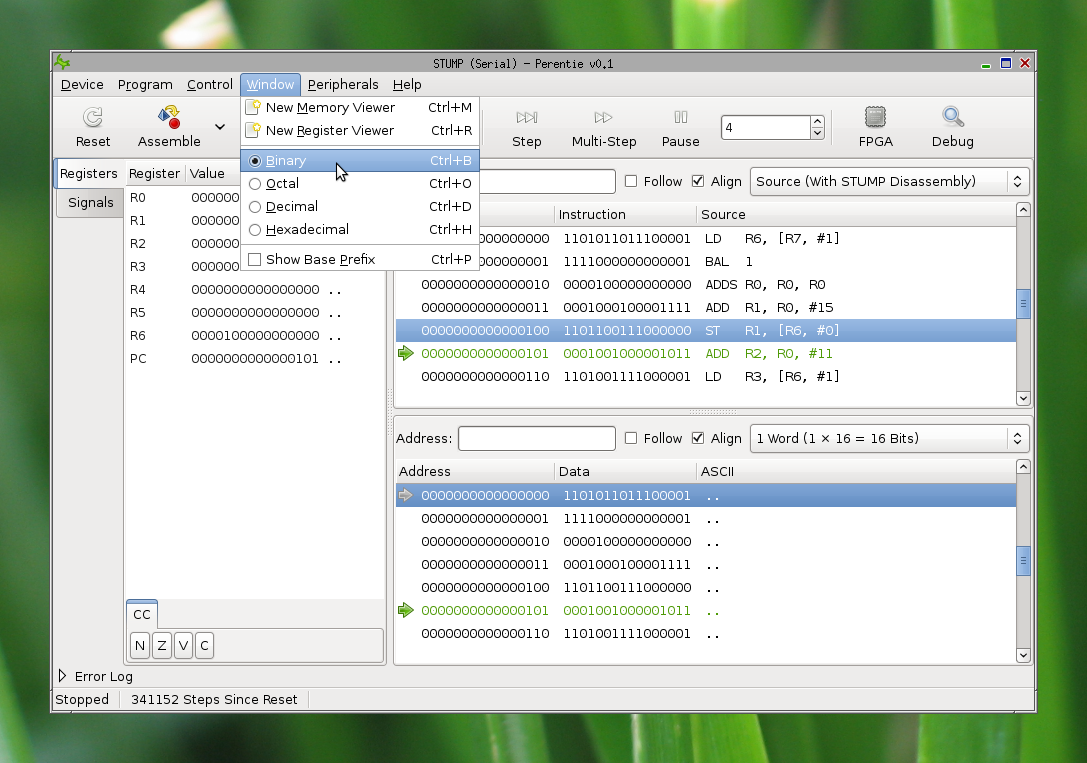 STUMP (Serial) - Perentie v0.1
Device Program Control Window Peripherals Help
New Memory Viewer Ctrl+M
New Register Viewer Ctrl+R
Binary Ctrl+B
Octal Ctrl+O
Decimal Ctrl+D
Hexadecimal Ctrl+H
Show Base Prefix Ctrl+P
Reset Assemble Step Multi-Step Pause 4 FPGA Debug
Registers
Signals
Register Value
R0 000000
R1 000000
R2 000000
R3 000000
R4 0000000000000000 ..
R5 0000000000000000 ..
R6 0000100000000000 ..
PC 0000000000000101 ..
CC
N Z V C
Follow Align Source (With STUMP Disassembly)
Instruction Source
000000000 1101011011100001 LD R6, [R7, #1]
000000001 1111000000000001 BAL 1
0000000000000010 0000100000000000 ADDS R0, R0, R0
0000000000000011 0001000100001111 ADD R1, R0, #15
0000000000000100 1101100111000000 ST R1, [R6, #0]
0000000000000101 0001001000001011 ADD R2, R0, #11
0000000000000110 1101001111000001 LD R3, [R6, #1]
Address: Follow Align 1 Word (1 × 16 = 16 Bits)
Address Data ASCII
0000000000000000 1101011011100001 ..
0000000000000001 1111000000000001 ..
0000000000000010 0000100000000000 ..
0000000000000011 0001000100001111 ..
0000000000000100 1101100111000000 ..
0000000000000101 0001001000001011 ..
0000000000000110 1101001111000001 ..
Error Log
Stopped 341152 Steps Since Reset